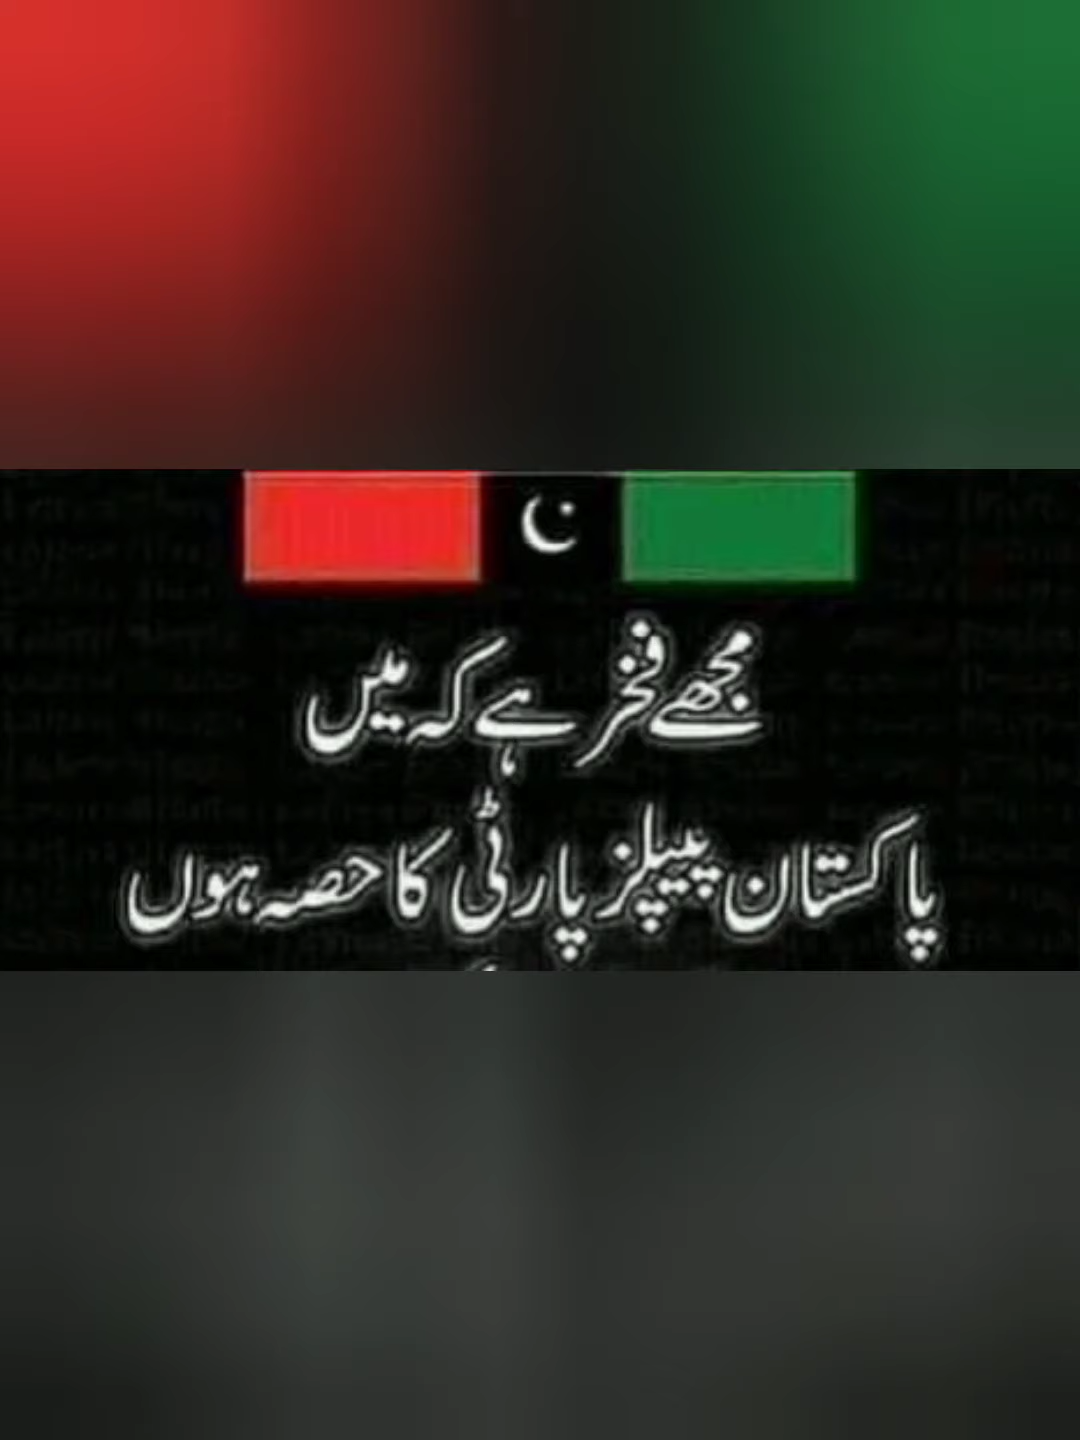 مجھے فخر ہے کہ میں
پاکستان پیپلز پارٹی کا حصہ ہوں